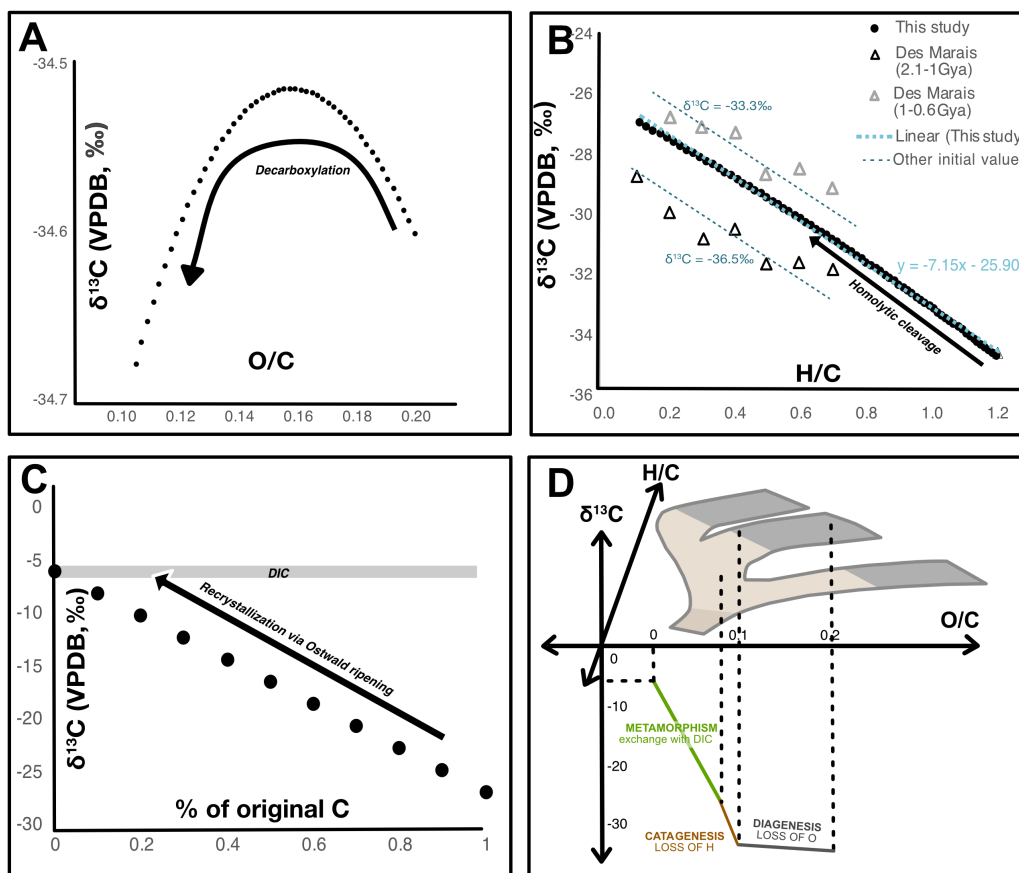 A
-34.5
-34.6
-34.7
δ¹³C (VPDB, ‰)
Decarboxylation
O/C
0.10
0.12
0.14
0.16
0.18
0.20
B
-24
-26
-28
-30
-32
-34
-36
δ¹³C (VPDB, ‰)
This study
Des Marais
(2.1-1Gya)
Des Marais
(1-0.6Gya)
Linear (This study
Other initial value
δ¹³C = -33.3‰
δ¹³C = -36.5‰
y = -7.15x - 25.90
Homolytic cleavage
H/C
0.0
0.2
0.4
0.6
0.8
1.0
1.2
C
0
-5
-10
-15
-20
-25
-30
δ¹³C (VPDB, ‰)
DIC
Recrystallization via Ostwald ripening
% of original C
0
0.2
0.4
0.6
0.8
1
D
H/C
δ¹³C
O/C
0
0.1
0.2
0
-10
-20
-30
METAMORPHISM
exchange with DIC
CATAGENESIS
LOSS OF H
DIAGENESIS
LOSS OF O